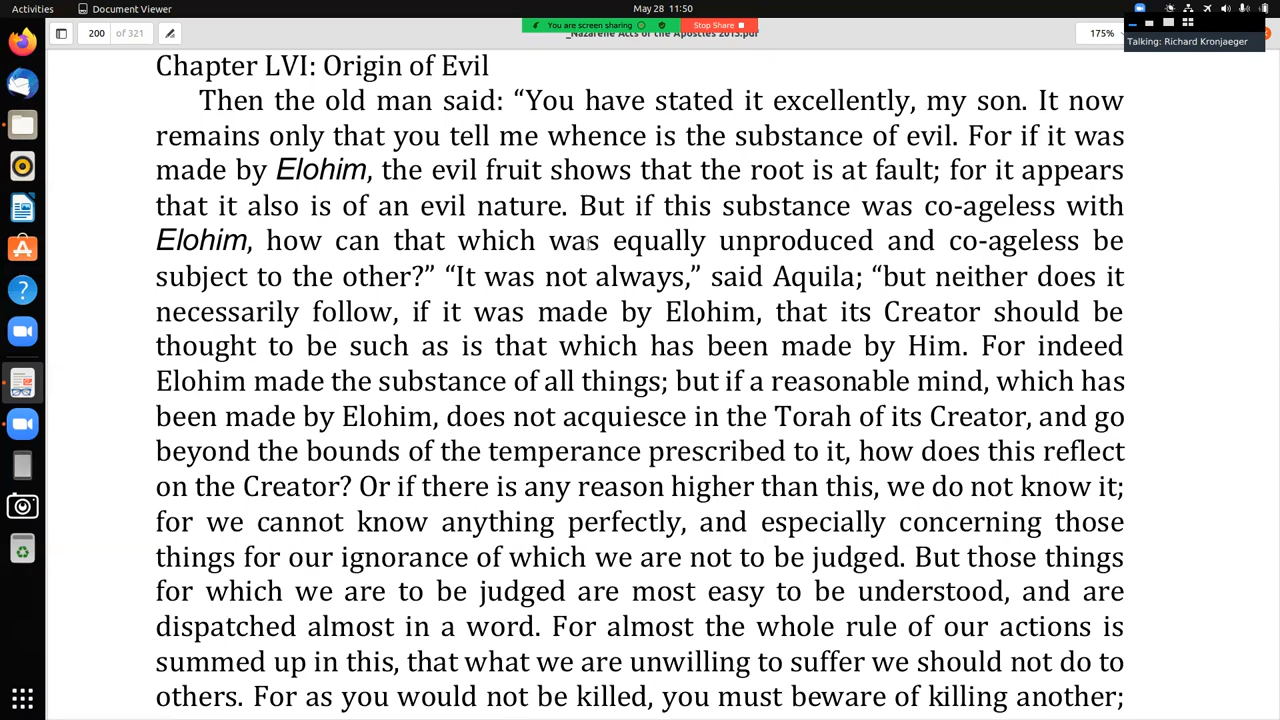 Activities
Document Viewer
May 28 11:50
You are screen sharing
Stop Share
200 of 321
_Nazarene Acts of the Apostles 2015.pdf
175%
Talking: Richard Kronjaeger
Chapter LVI: Origin of Evil
Then the old man said: “You have stated it excellently, my son. It now
remains only that you tell me whence is the substance of evil. For if it was
made by Elohim, the evil fruit shows that the root is at fault; for it appears
that it also is of an evil nature. But if this substance was co-ageless with
Elohim, how can that which was equally unproduced and co-ageless be
subject to the other?” “It was not always,” said Aquila; “but neither does it
necessarily follow, if it was made by Elohim, that its Creator should be
thought to be such as is that which has been made by Him. For indeed
Elohim made the substance of all things; but if a reasonable mind, which has
been made by Elohim, does not acquiesce in the Torah of its Creator, and go
beyond the bounds of the temperance prescribed to it, how does this reflect
on the Creator? Or if there is any reason higher than this, we do not know it;
for we cannot know anything perfectly, and especially concerning those
things for our ignorance of which we are not to be judged. But those things
for which we are to be judged are most easy to be understood, and are
dispatched almost in a word. For almost the whole rule of our actions is
summed up in this, that what we are unwilling to suffer we should not do to
others. For as you would not be killed, you must beware of killing another;